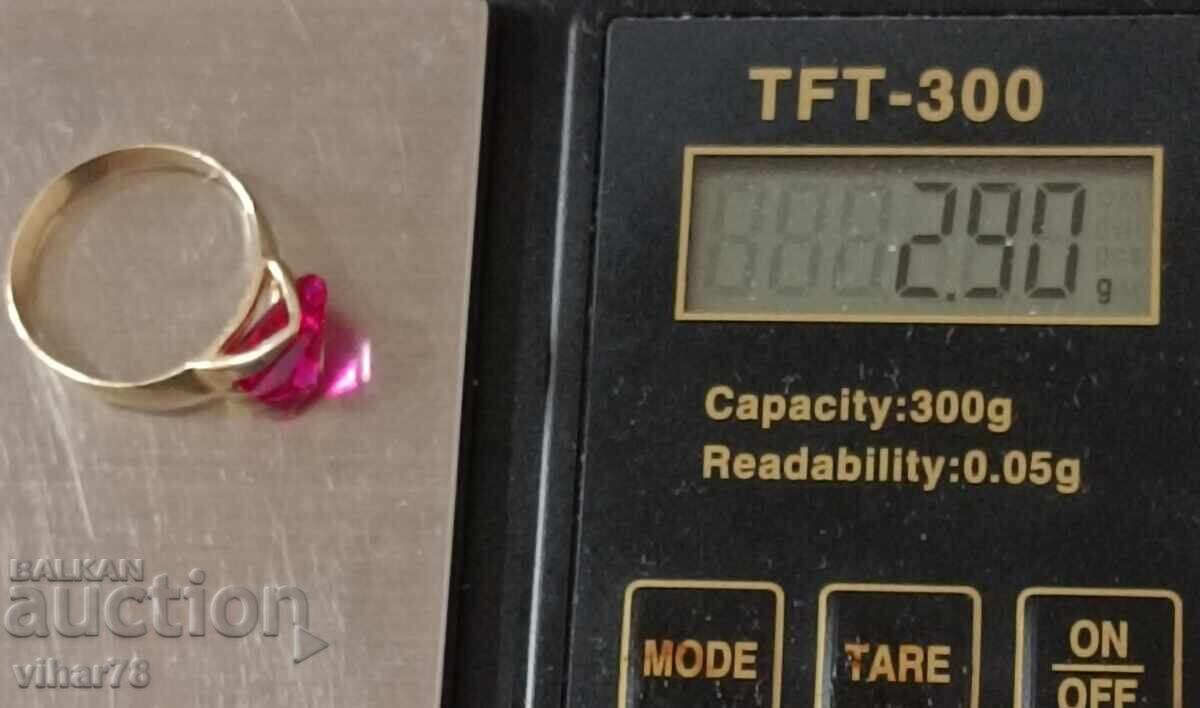 TFT-300
2.90 g
Capacity:300g
Readability:0.05g
MODE
TARE
ON
OFF
BALKAN
auction
vihar78